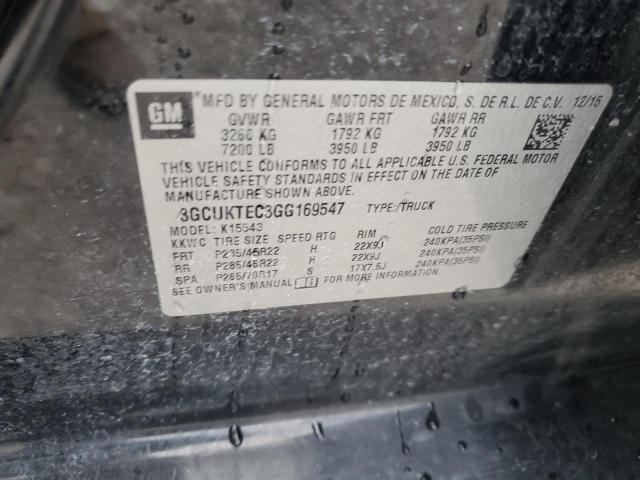 GM
MFD BY GENERAL MOTORS DE MEXICO, S. DE R.L. DE C.V. 12/15
GVWR GAWR FRT GAWR RR
3266 KG 1792 KG 1792 KG
7200 LB 3950 LB 3950 LB
THIS VEHICLE CONFORMS TO ALL APPLICABLE U.S. FEDERAL MOTOR
VEHICLE SAFETY STANDARDS IN EFFECT ON THE DATE OF
MANUFACTURE SHOWN ABOVE.
3GCUKTEC3GG169547 TYPE:TRUCK
MODEL: K15543
KKWC TIRE SIZE SPEED RTG RIM COLD TIRE PRESSURE
FRT P285/45R22 H 22X9J 240KPA(35PSI)
RR P285/45R22 H 22X9J 240KPA(35PSI)
SPA P265/70R17 S 17X7.5J 240KPA(35PSI)
SEE OWNER'S MANUAL FOR MORE INFORMATION.